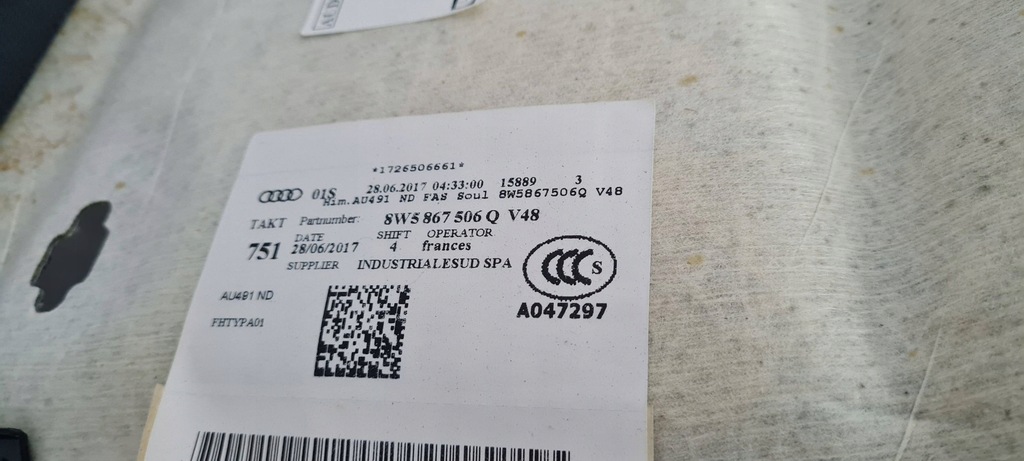 AUD
*1726506661*
01S 28.06.2017 04:33:00 15889 3
Him.AU491 ND FAS Soul 8W5867506Q V48
TAKT Partnumber: 8W5 867 506 Q V48
751 DATE SHIFT OPERATOR
28/06/2017 4 frances
SUPPLIER INDUSTRIALESUD SPA
CCC S
A047297
AU491 ND
FHTYPA01